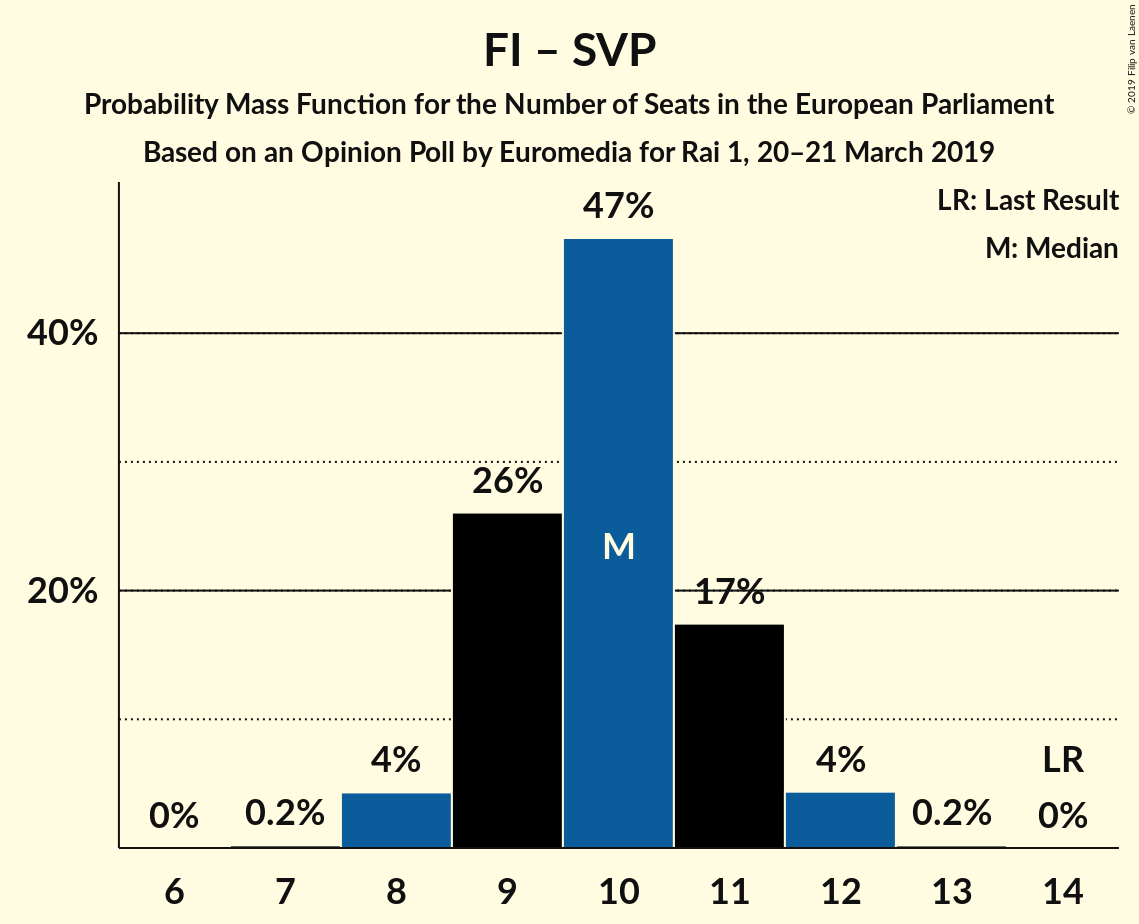 FI – SVP
Probability Mass Function for the Number of Seats in the European Parliament
Based on an Opinion Poll by Euromedia for Rai 1, 20–21 March 2019
© 2019 Filip van Laenen
LR: Last Result
M: Median
47%
40%
26%
M
20%
17%
4%
4%
LR
0%
0.2%
0.2%
0%
6 7 8 9 10 11 12 13 14